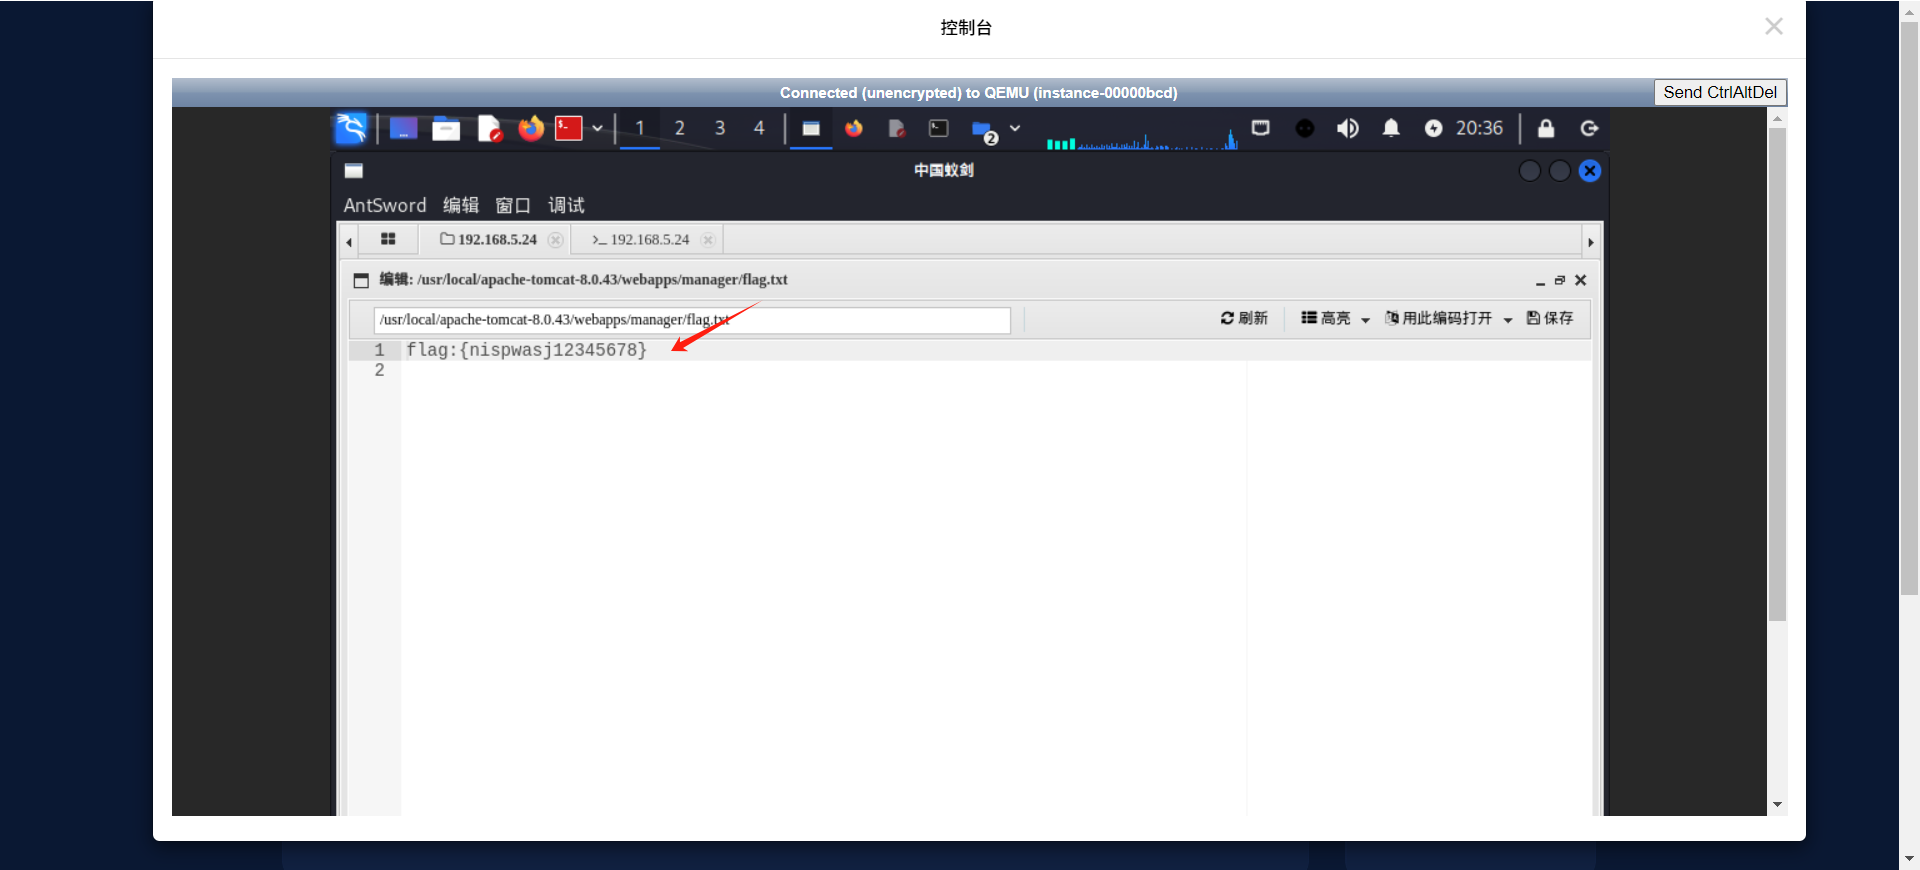 控制台
Connected (unencrypted) to QEMU (instance-00000bcd)
Send CtrlAltDel
1 2 3 4
2
20:36
中国蚁剑
AntSword 编辑 窗口 调试
192.168.5.24
>_ 192.168.5.24
编辑: /usr/local/apache-tomcat-8.0.43/webapps/manager/flag.txt
/usr/local/apache-tomcat-8.0.43/webapps/manager/flag.txt
刷新 高亮 用此编码打开 保存
1 flag:{nispwasj12345678}
2